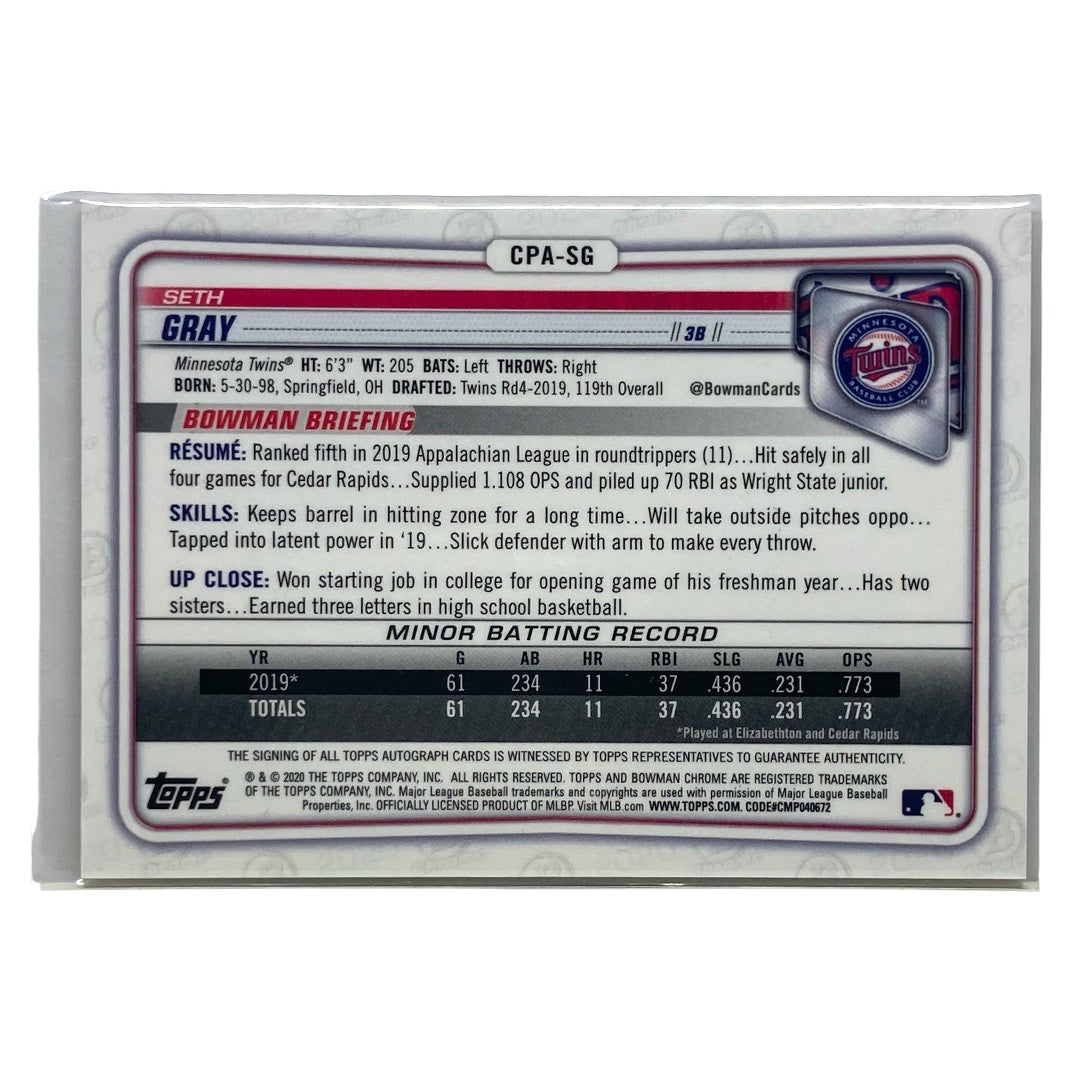 CPA-SG
SETH
GRAY
// 3B //
MINNESOTA
Twins
BASEBALL CLUB
TM
Minnesota Twins® HT: 6'3" WT: 205 BATS: Left THROWS: Right
BORN: 5-30-98, Springfield, OH DRAFTED: Twins Rd4-2019, 119th Overall @BowmanCards
BOWMAN BRIEFING
RÉSUMÉ: Ranked fifth in 2019 Appalachian League in roundtrippers (11)...Hit safely in all
four games for Cedar Rapids...Supplied 1.108 OPS and piled up 70 RBI as Wright State junior.
SKILLS: Keeps barrel in hitting zone for a long time...Will take outside pitches oppo...
Tapped into latent power in '19...Slick defender with arm to make every throw.
UP CLOSE: Won starting job in college for opening game of his freshman year...Has two
sisters...Earned three letters in high school basketball.
MINOR BATTING RECORD
YR G AB HR RBI SLG AVG OPS
2019* 61 234 11 37 .436 .231 .773
TOTALS 61 234 11 37 .436 .231 .773
*Played at Elizabethton and Cedar Rapids
THE SIGNING OF ALL TOPPS AUTOGRAPH CARDS IS WITNESSED BY TOPPS REPRESENTATIVES TO GUARANTEE AUTHENTICITY.
Topps®
® & © 2020 THE TOPPS COMPANY, INC. ALL RIGHTS RESERVED. TOPPS AND BOWMAN CHROME ARE REGISTERED TRADEMARKS
OF THE TOPPS COMPANY, INC. Major League Baseball trademarks and copyrights are used with permission of Major League Baseball
Properties, Inc. OFFICIALLY LICENSED PRODUCT OF MLBP. Visit MLB.com WWW.TOPPS.COM. CODE#CMP040672